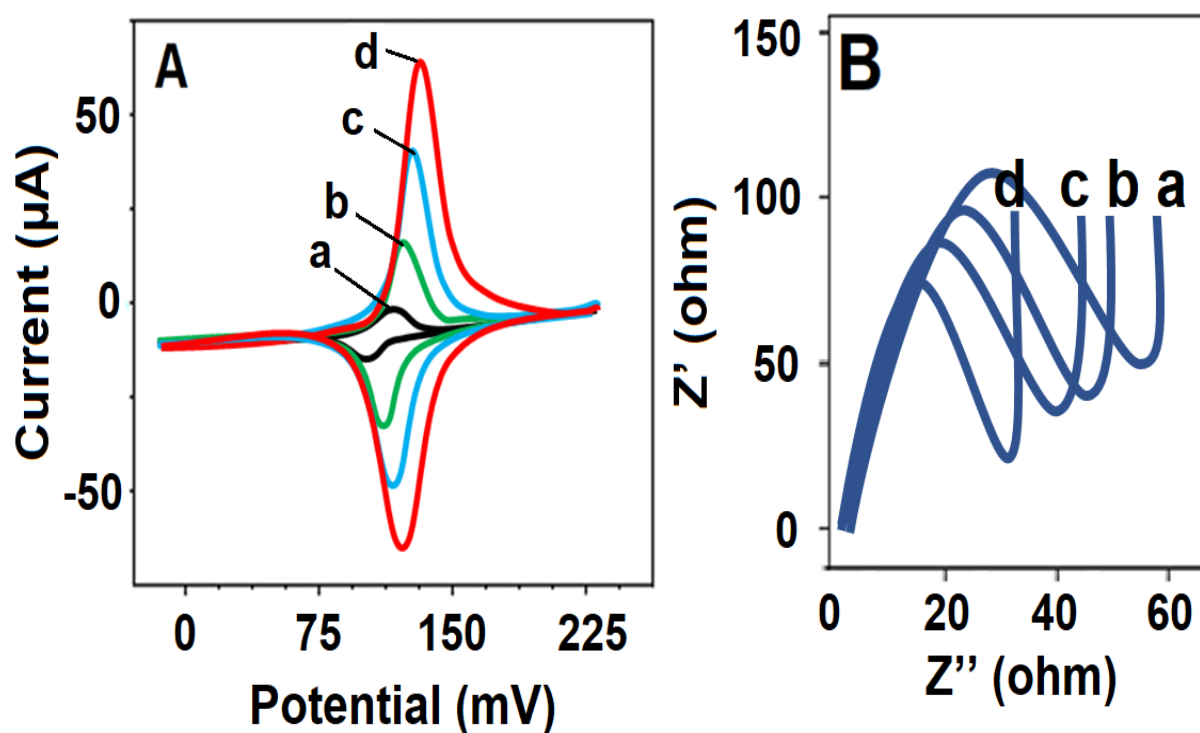 A
d
c
b
a
50
0
-50
0 75 150 225
Current (µA)
Potential (mV)
B
d c b a
150
100
50
0
0 20 40 60
Z’ (ohm)
Z’’ (ohm)